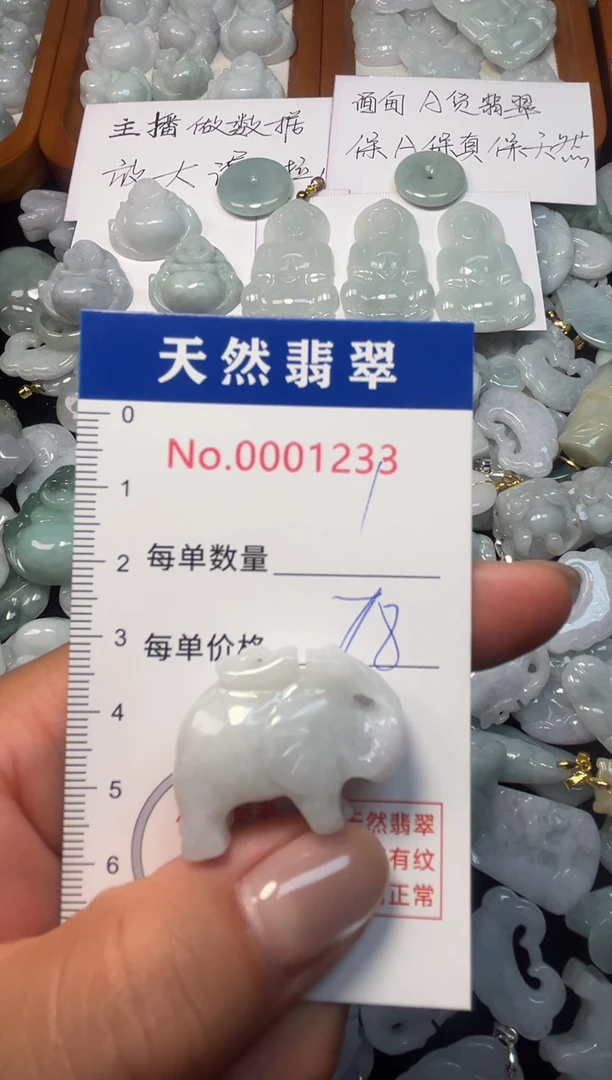 主播做数据
放大
缅甸A货翡翠
保A保真保天然
天然翡翠
0
No.0001233
1
1
2
每单数量
3
每单价格
78
4
5
6
天然翡翠
有纹
正常